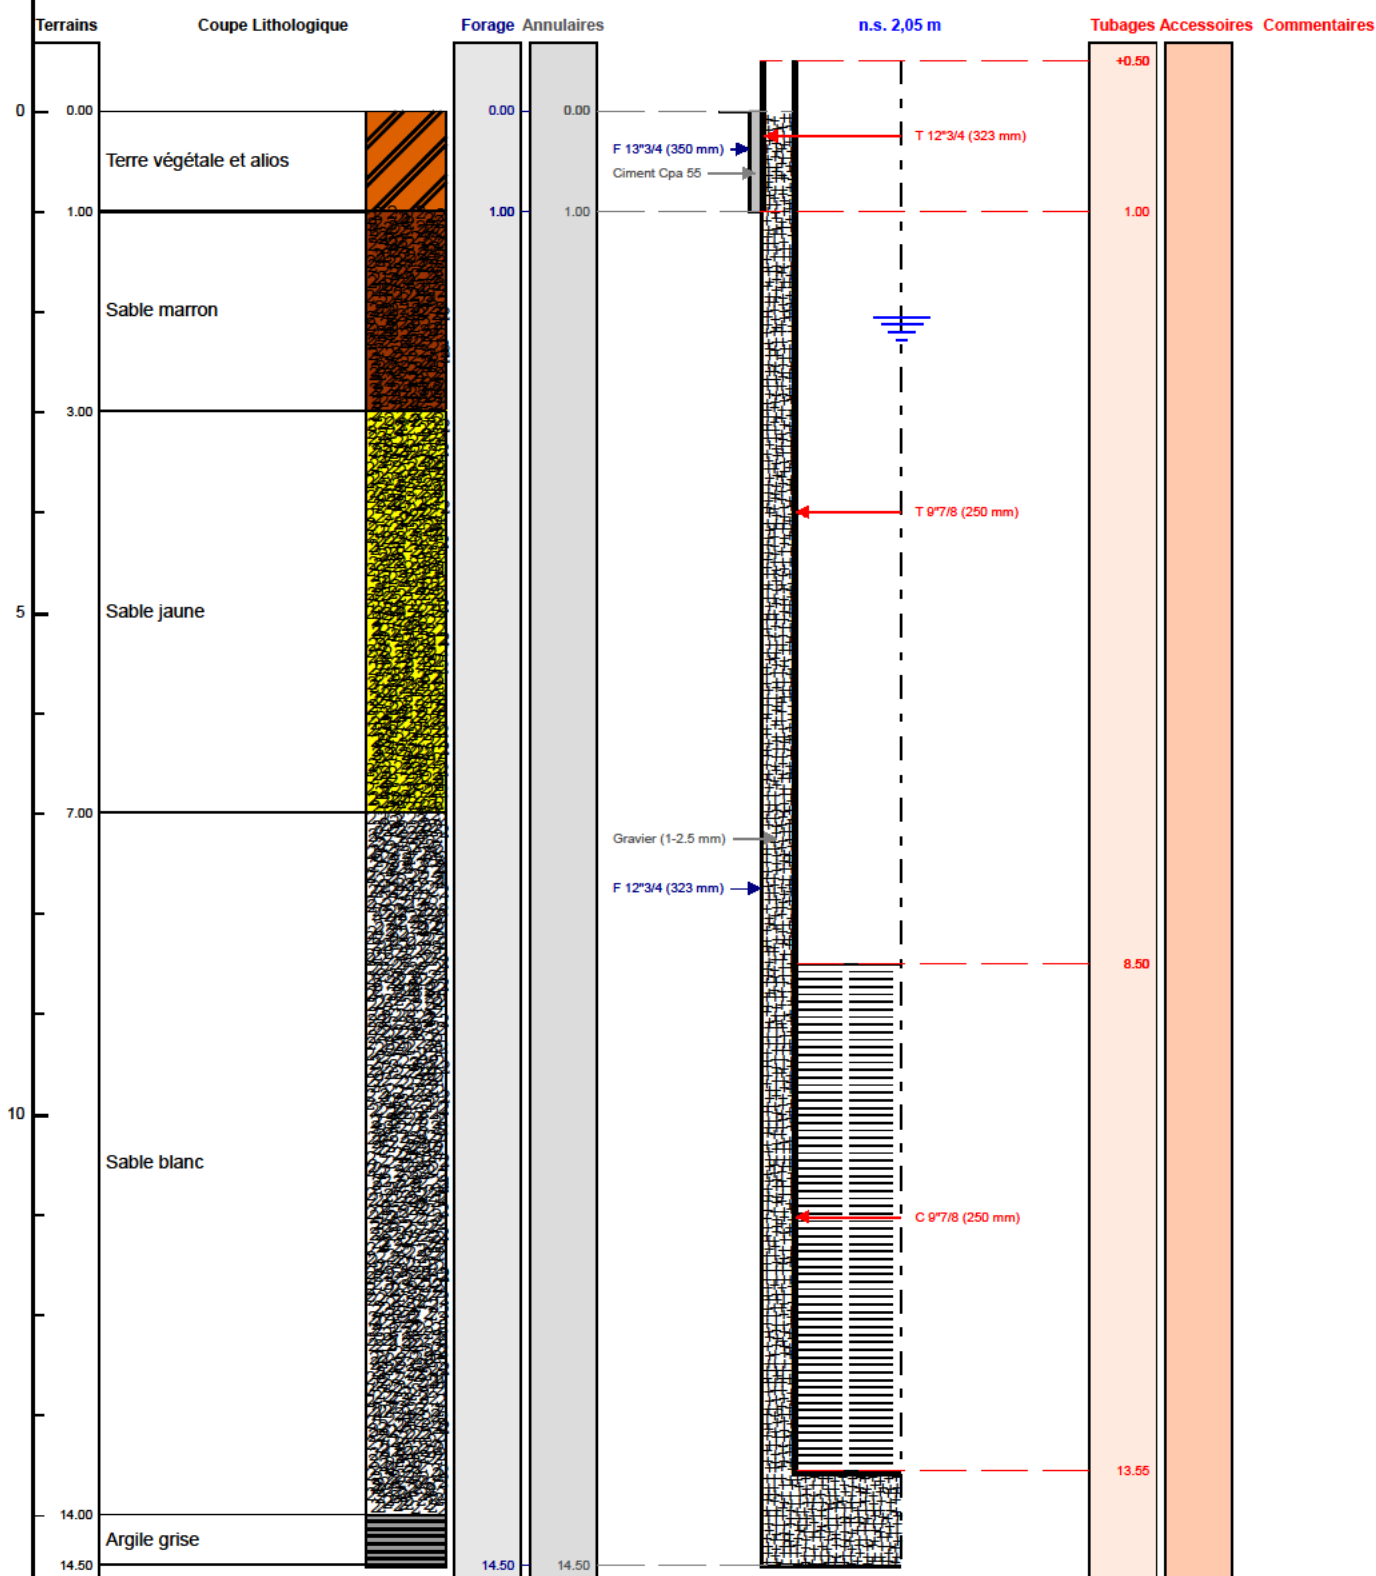 Terrains Coupe Lithologique Forage Annulaires n.s. 2,05 m Tubages Accessoires Commentaires
+0.50
0 0.00 0.00 0.00
T 12"3/4 (323 mm)
F 13"3/4 (350 mm)
Terre végétale et alios
Ciment Cpa 55
1.00 1.00 1.00 1.00
Sable marron
3.00
T 9"7/8 (250 mm)
5 Sable jaune
7.00
Gravier (1-2.5 mm)
F 12"3/4 (323 mm)
8.50
10
Sable blanc
C 9"7/8 (250 mm)
13.55
14.00
Argile grise
14.50 14.50 14.50